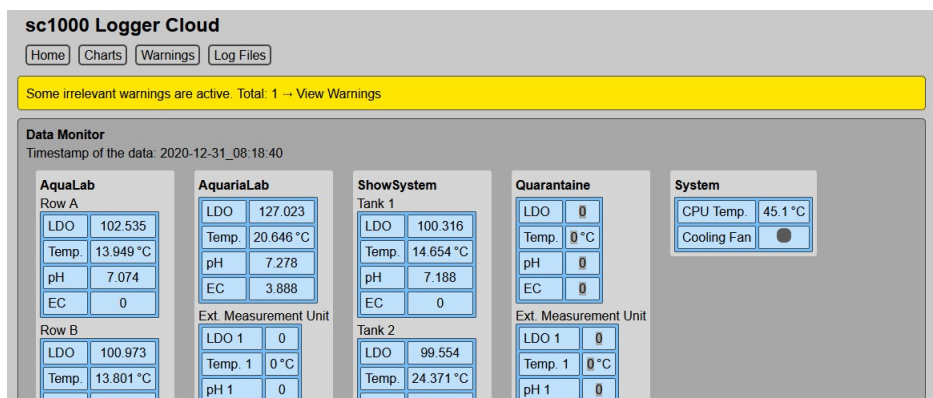 sc1000 Logger Cloud
Home Charts Warnings Log Files
Some irrelevant warnings are active. Total: 1 → View Warnings
Data Monitor
Timestamp of the data: 2020-12-31_08:18:40
AquaLab
Row A
LDO 102.535
Temp. 13.949 °C
pH 7.074
EC 0
Row B
LDO 100.973
Temp. 13.801 °C
AquariaLab
LDO 127.023
Temp. 20.646 °C
pH 7.278
EC 3.888
Ext. Measurement Unit
LDO 1 0
Temp. 1 0 °C
pH 1 0
ShowSystem
Tank 1
LDO 100.316
Temp. 14.654 °C
pH 7.188
EC 0
Tank 2
LDO 99.554
Temp. 24.371 °C
Quarantaine
LDO 0
Temp. 0 °C
pH 0
EC 0
Ext. Measurement Unit
LDO 1 0
Temp. 1 0 °C
pH 1 0
System
CPU Temp. 45.1 °C
Cooling Fan